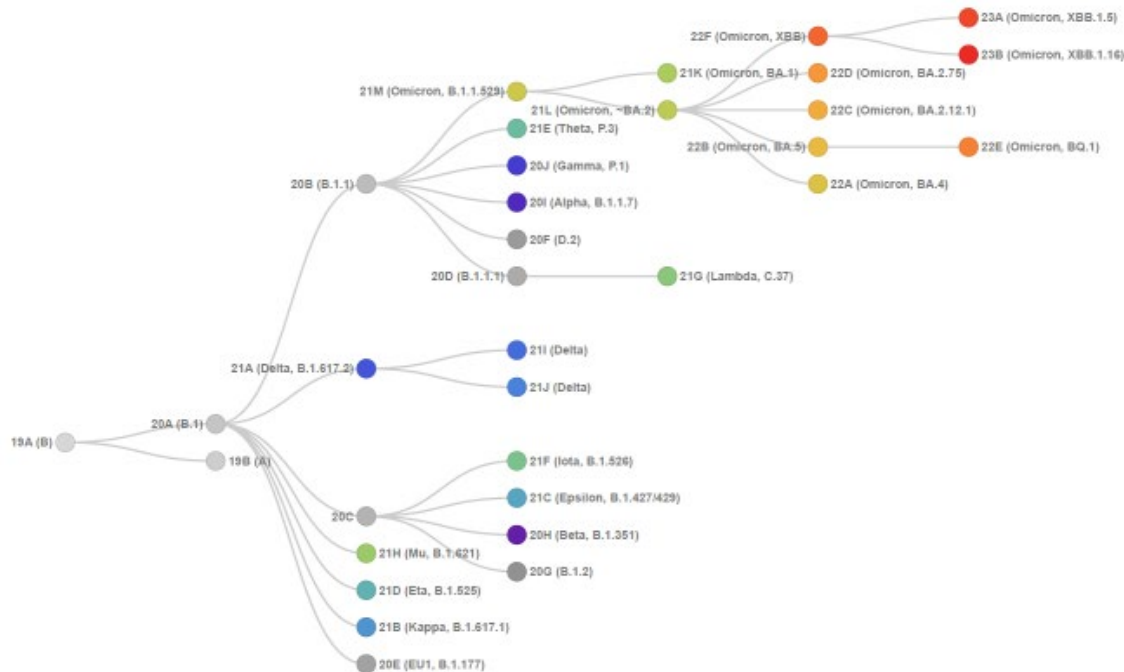 23A (Omicron, XBB.1.5)
22F (Omicron, XBB)
23B (Omicron, XBB.1.16)
21K (Omicron, BA.1)
22D (Omicron, BA.2.75)
21M (Omicron, B.1.1.529)
21L (Omicron, ~BA.2)
22C (Omicron, BA.2.12.1)
21E (Theta, P.3)
22B (Omicron, BA.5)
22E (Omicron, BQ.1)
20J (Gamma, P.1)
20B (B.1.1)
22A (Omicron, BA.4)
20I (Alpha, B.1.1.7)
20F (D.2)
20D (B.1.1.1)
21G (Lambda, C.37)
21I (Delta)
21A (Delta, B.1.617.2)
21J (Delta)
20A (B.1)
19A (B)
19B (A)
21F (Iota, B.1.526)
21C (Epsilon, B.1.427/429)
20C
20H (Beta, B.1.351)
21H (Mu, B.1.621)
20G (B.1.2)
21D (Eta, B.1.525)
21B (Kappa, B.1.617.1)
20E (EU1, B.1.177)